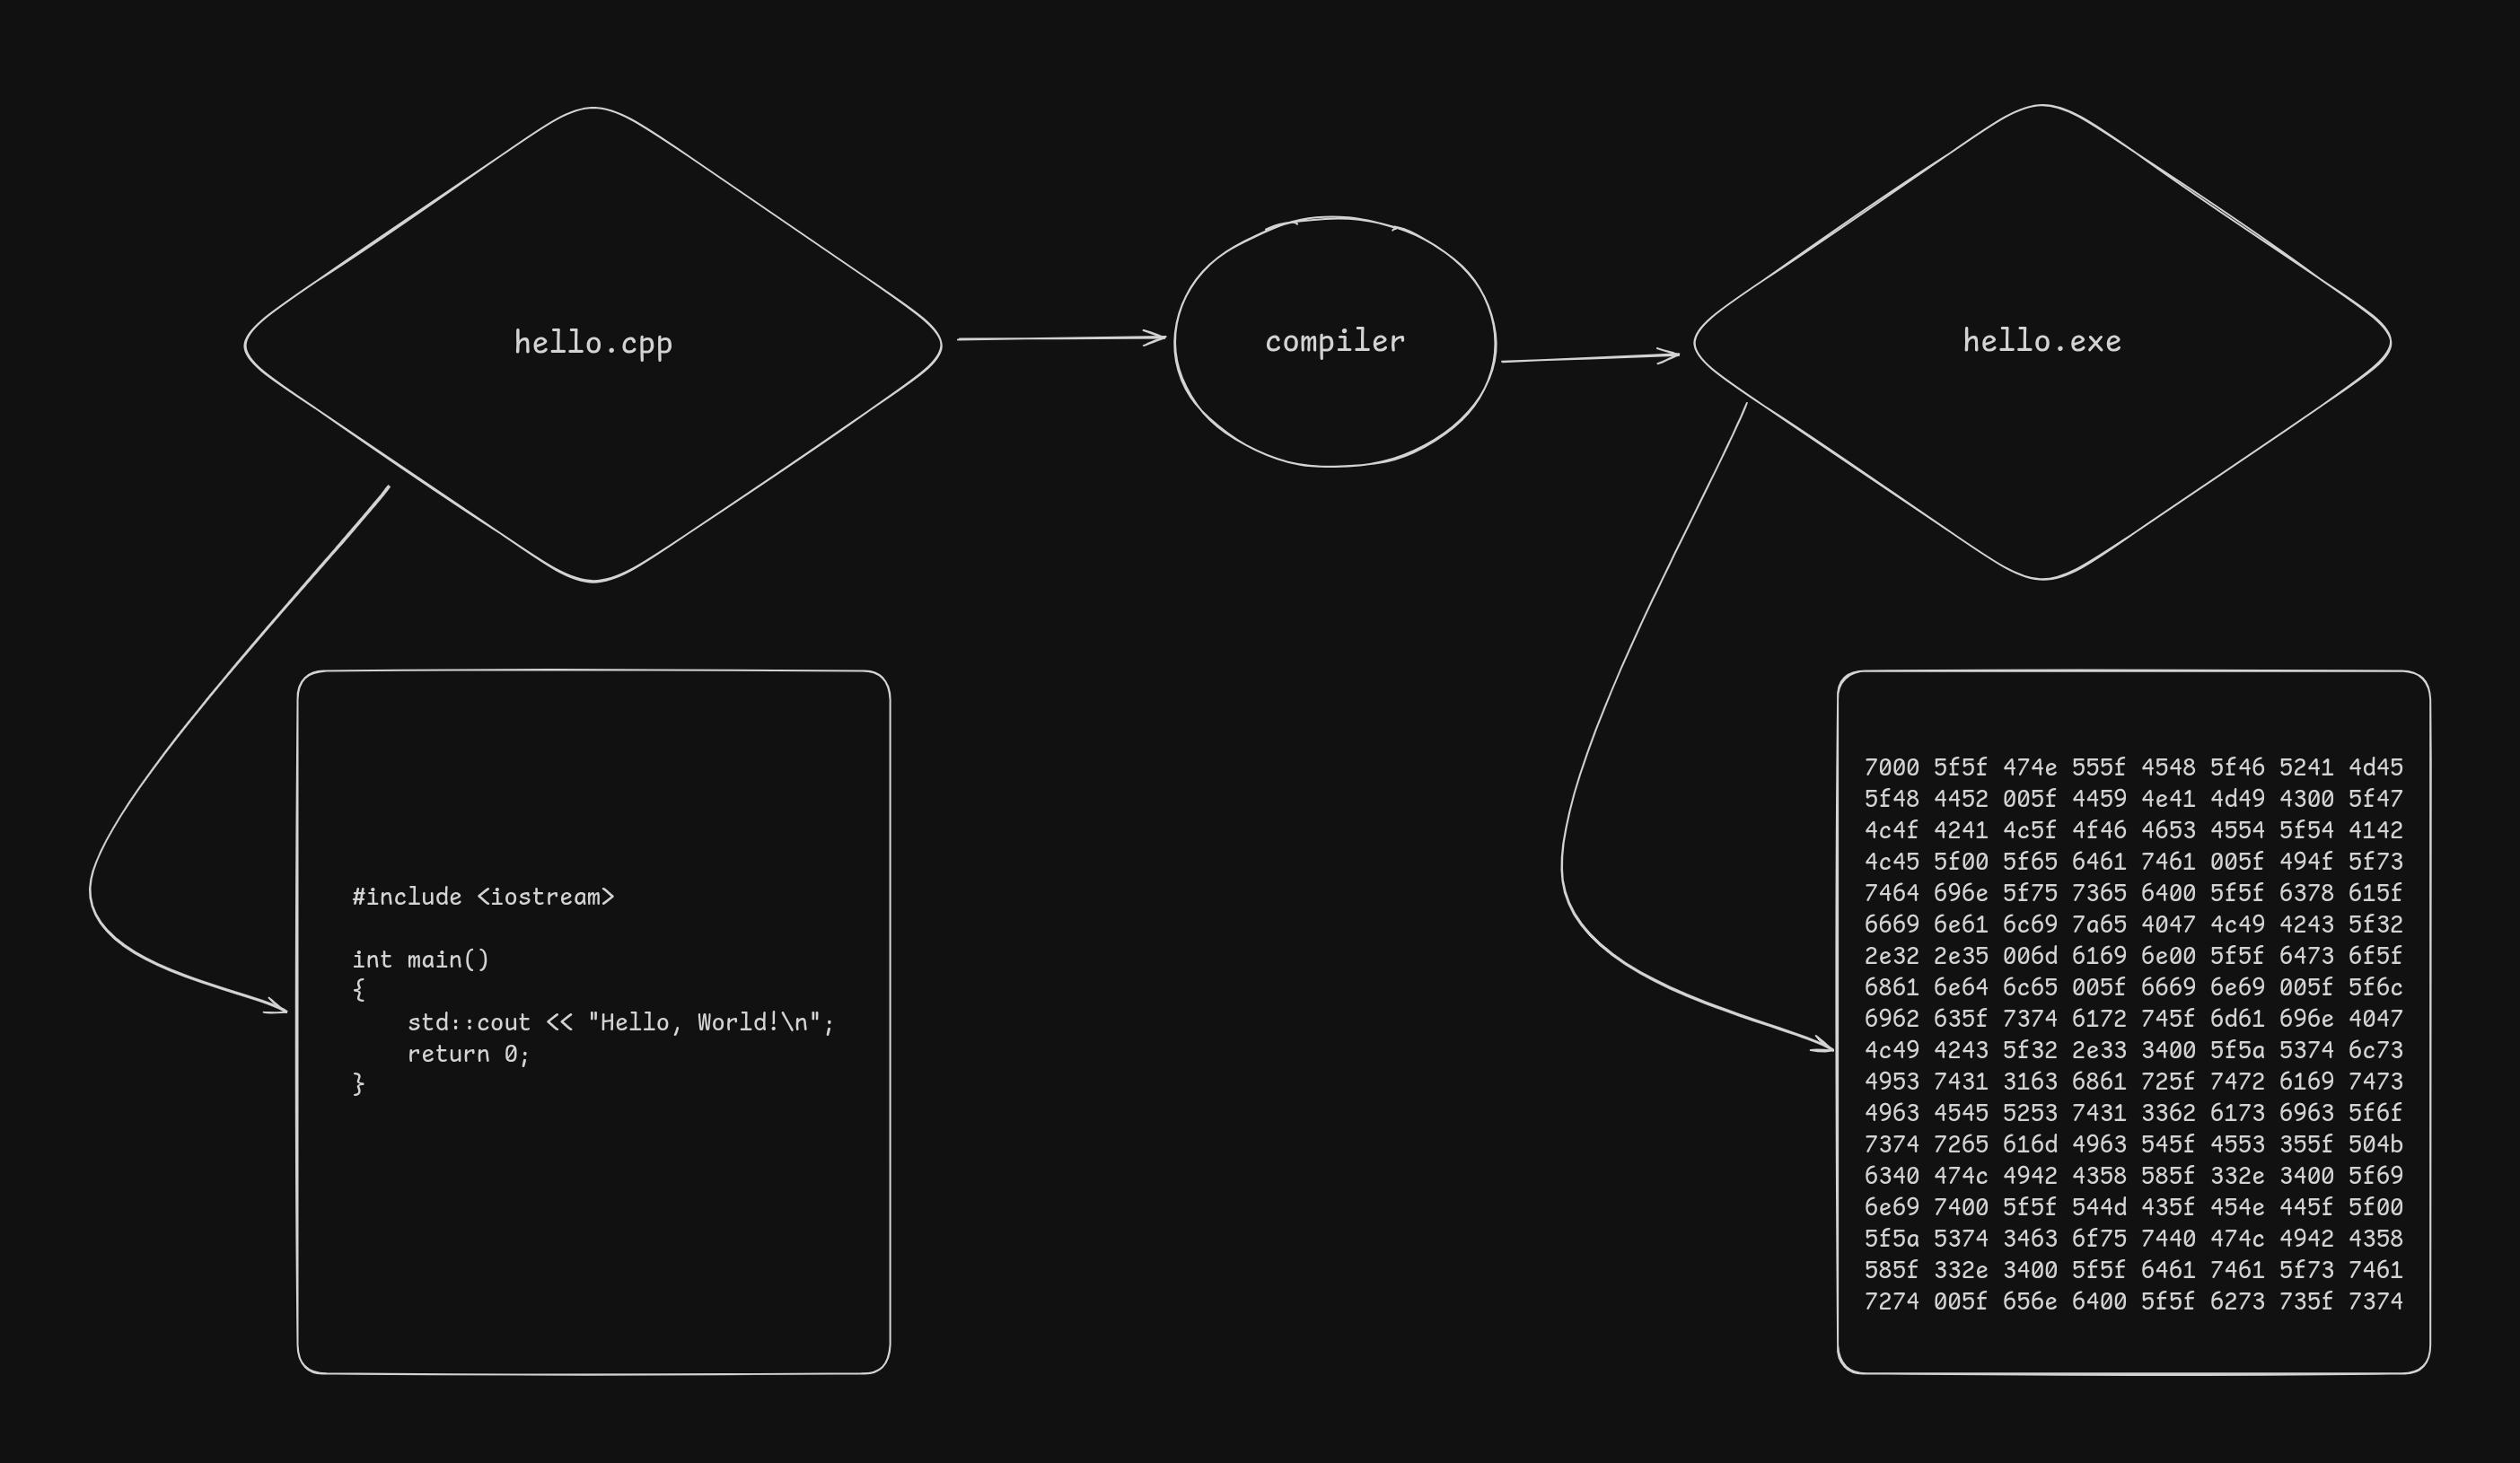 hello.cpp
compiler
hello.exe
#include <iostream>
int main()
{
    std::cout << "Hello, World!\n";
    return 0;
}
7000 5f5f 474e 555f 4548 5f46 5241 4d45
5f48 4452 005f 4459 4e41 4d49 4300 5f47
4c4f 4241 4c5f 4f46 4653 4554 5f54 4142
4c45 5f00 5f65 6461 7461 005f 494f 5f73
7464 696e 5f75 7365 6400 5f5f 6378 615f
6669 6e61 6c69 7a65 4047 4c49 4243 5f32
2e32 2e35 006d 6169 6e00 5f5f 6473 6f5f
6861 6e64 6c65 005f 6669 6e69 005f 5f6c
6962 635f 7374 6172 745f 6d61 696e 4047
4c49 4243 5f32 2e33 3400 5f5a 5374 6c73
4953 7431 3163 6861 725f 7472 6169 7473
4963 4545 5253 7431 3362 6173 6963 5f6f
7374 7265 616d 4963 545f 4553 355f 504b
6340 474c 4942 4358 585f 332e 3400 5f69
6e69 7400 5f5f 544d 435f 454e 445f 5f00
5f5a 5374 3463 6f75 7440 474c 4942 4358
585f 332e 3400 5f5f 6461 7461 5f73 7461
7274 005f 656e 6400 5f5f 6273 735f 7374